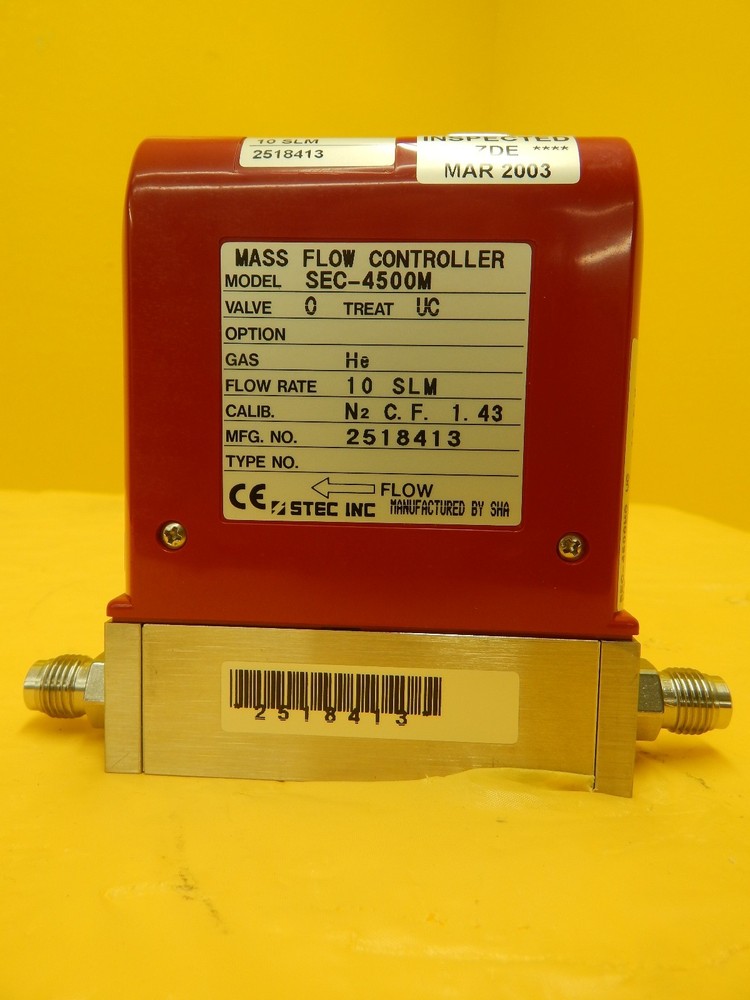 10 SLM
2518413
INSPECTED
ZDE ****
MAR 2003
MASS FLOW CONTROLLER
MODEL SEC-4500M
VALVE O TREAT UC
OPTION
GAS He
FLOW RATE 10 SLM
CALIB. N2 C.F. 1.43
MFG. NO. 2518413
TYPE NO.
CE FLOW
STEC INC MANUFACTURED BY SHA
2518413